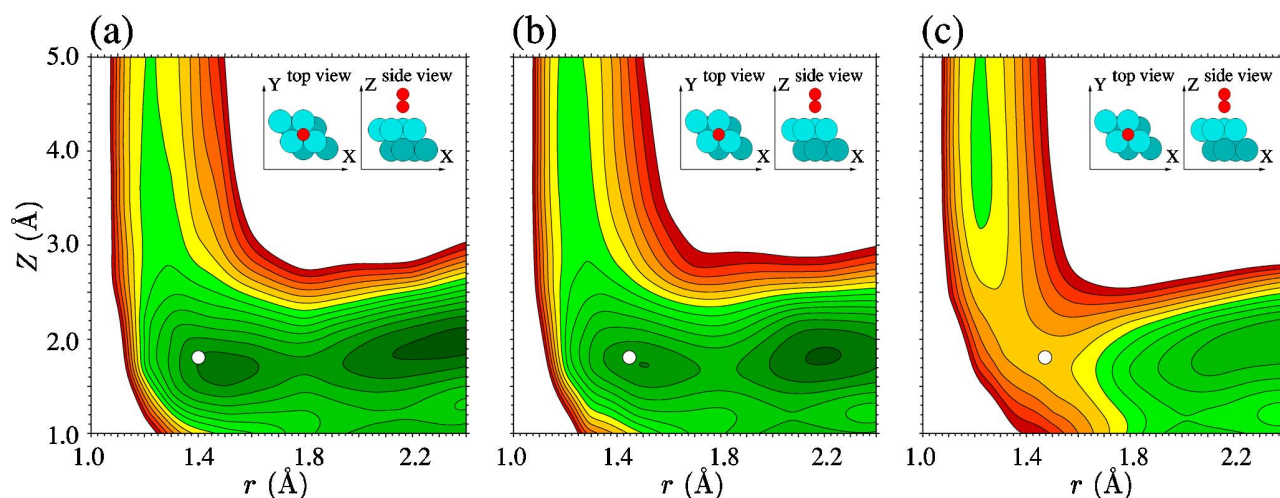 (a) (b) (c)
5.0
4.0
3.0
2.0
1.0
Z (Å)
Y top view Z side view
X X
Y top view Z side view
X X
Y top view Z side view
X X
1.0 1.4 1.8 2.2
1.0 1.4 1.8 2.2
1.0 1.4 1.8 2.2
r (Å) r (Å) r (Å)